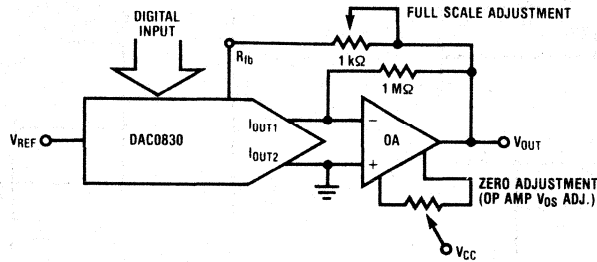 DIGITAL
INPUT
FULL SCALE ADJUSTMENT
Rfb
1 kΩ
1 MΩ
VREF
DAC0830
IOUT1
IOUT2
−
+
OA
VOUT
ZERO ADJUSTMENT
(OP AMP VOS ADJ.)
VCC